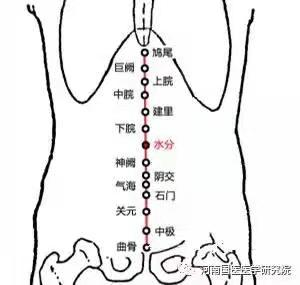 鸠尾
巨阙
上脘
中脘
建里
下脘
水分
神阙
阴交
气海
石门
关元
中极
曲骨
河南国医医学研究院